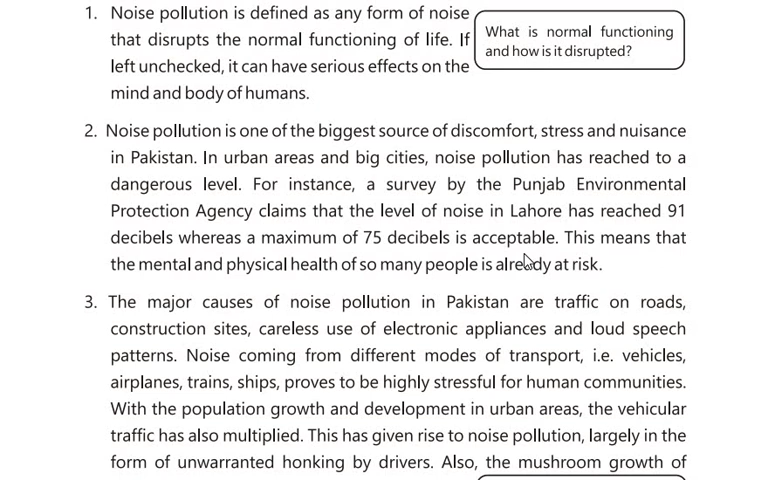 1. Noise pollution is defined as any form of noise
that disrupts the normal functioning of life. If
left unchecked, it can have serious effects on the
mind and body of humans.
What is normal functioning
and how is it disrupted?
2. Noise pollution is one of the biggest source of discomfort, stress and nuisance
in Pakistan. In urban areas and big cities, noise pollution has reached to a
dangerous level. For instance, a survey by the Punjab Environmental
Protection Agency claims that the level of noise in Lahore has reached 91
decibels whereas a maximum of 75 decibels is acceptable. This means that
the mental and physical health of so many people is already at risk.
3. The major causes of noise pollution in Pakistan are traffic on roads,
construction sites, careless use of electronic appliances and loud speech
patterns. Noise coming from different modes of transport, i.e. vehicles,
airplanes, trains, ships, proves to be highly stressful for human communities.
With the population growth and development in urban areas, the vehicular
traffic has also multiplied. This has given rise to noise pollution, largely in the
form of unwarranted honking by drivers. Also, the mushroom growth of